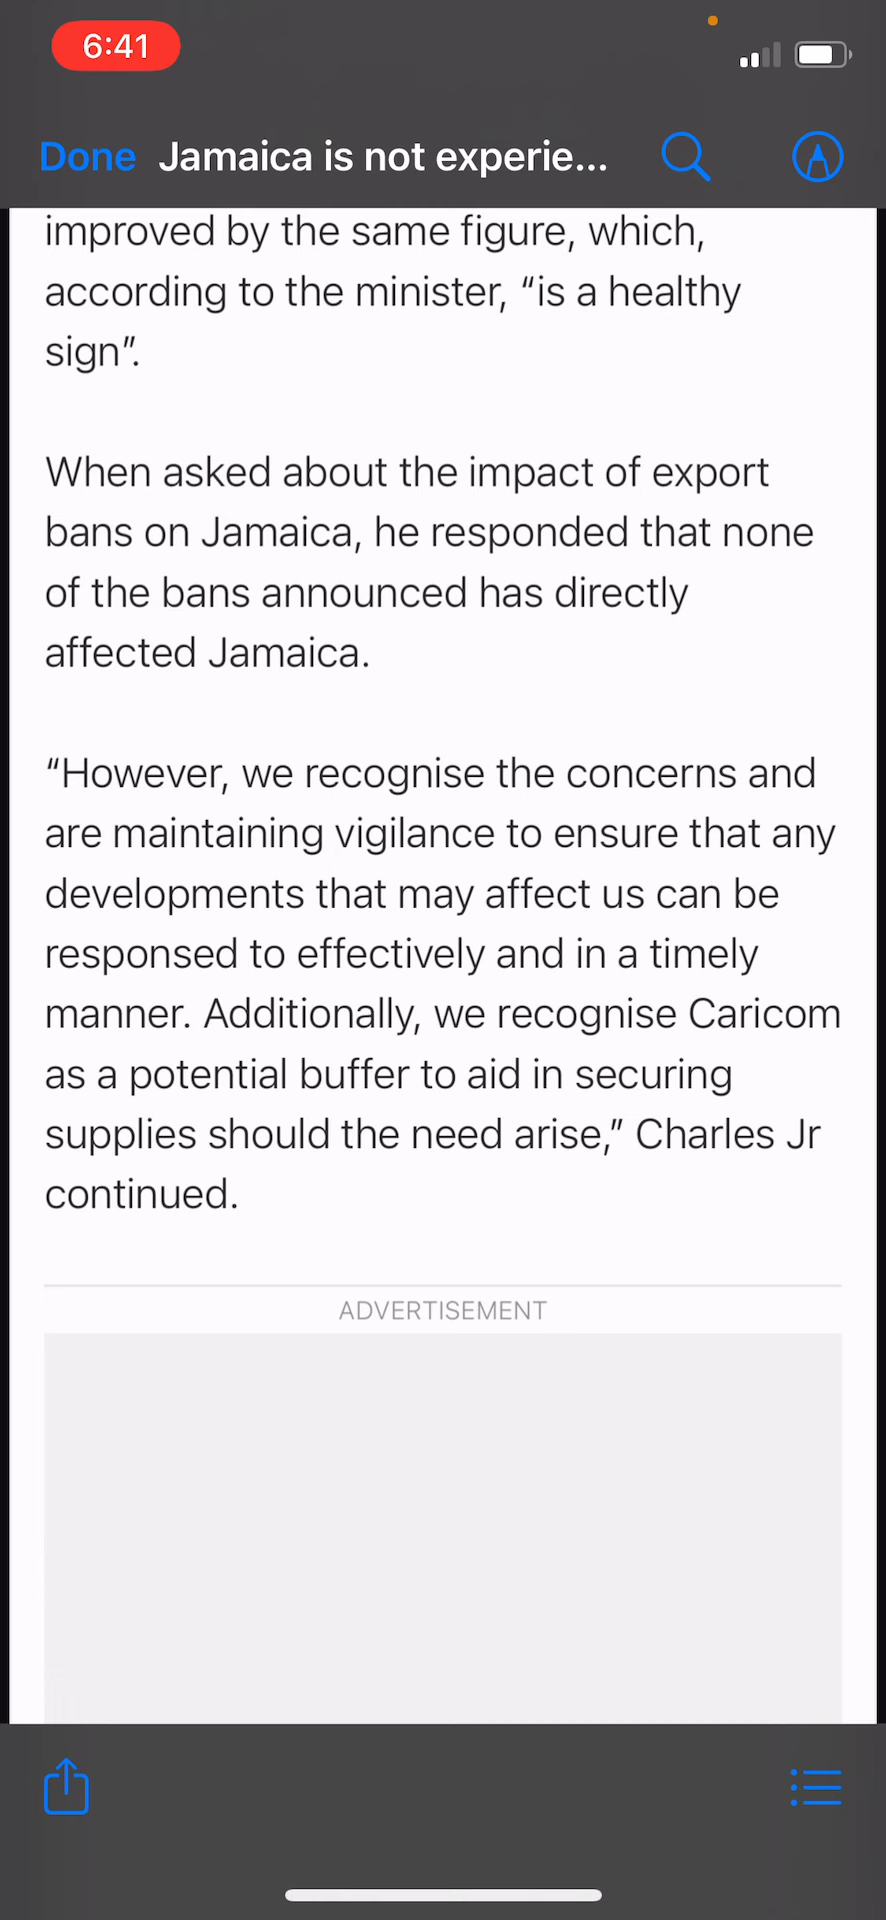 6:41
Done Jamaica is not experie...
improved by the same figure, which,
according to the minister, “is a healthy
sign”.
When asked about the impact of export
bans on Jamaica, he responded that none
of the bans announced has directly
affected Jamaica.
“However, we recognise the concerns and
are maintaining vigilance to ensure that any
developments that may affect us can be
responsed to effectively and in a timely
manner. Additionally, we recognise Caricom
as a potential buffer to aid in securing
supplies should the need arise,” Charles Jr
continued.
ADVERTISEMENT